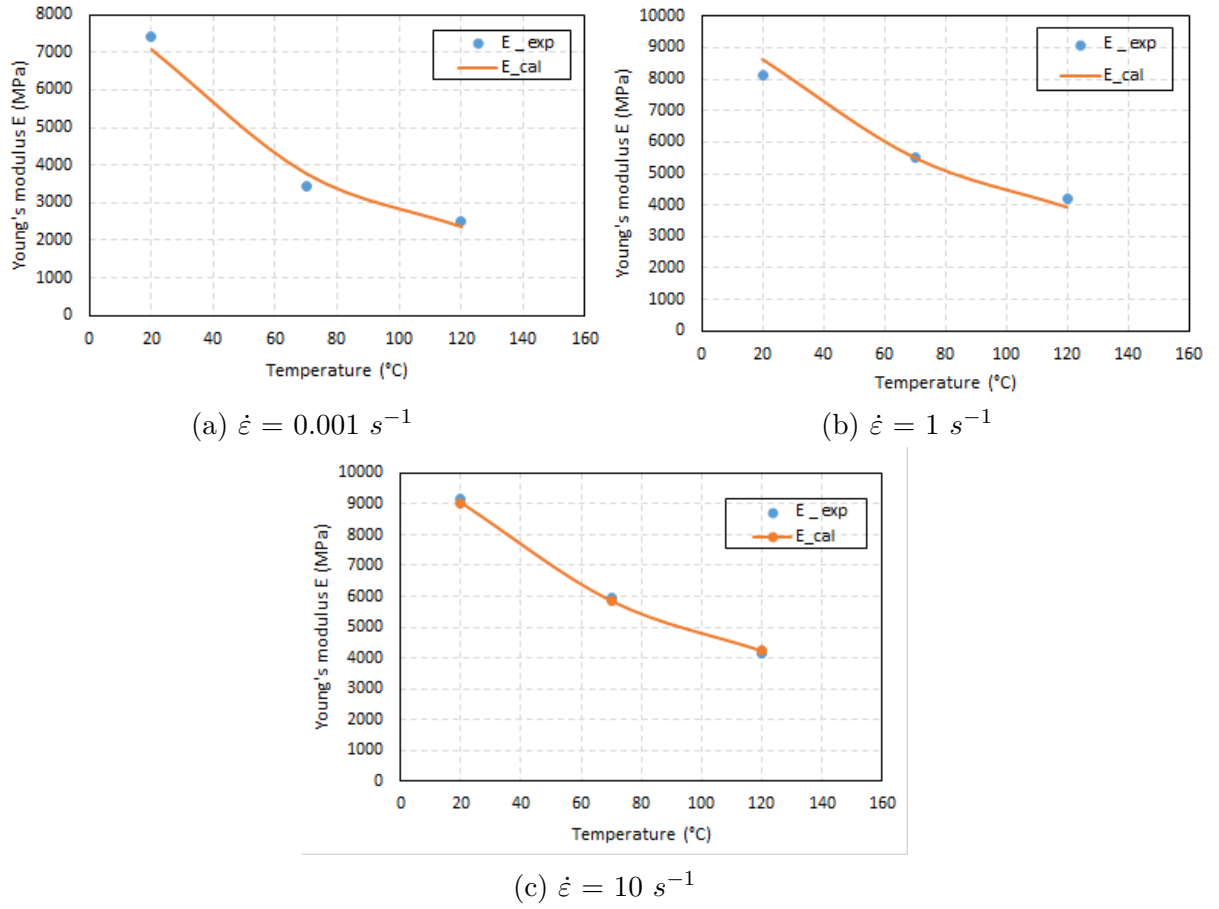 8000
7000
6000
5000
4000
3000
2000
1000
0
Young's modulus E (MPa)
E _ exp
E_cal
0 20 40 60 80 100 120 140 160
Temperature (°C)
(a) ε̇ = 0.001 s⁻¹
10000
9000
8000
7000
6000
5000
4000
3000
2000
1000
0
Young's modulus E (MPa)
E _ exp
E_cal
0 20 40 60 80 100 120 140 160
Temperature (°C)
(b) ε̇ = 1 s⁻¹
10000
9000
8000
7000
6000
5000
4000
3000
2000
1000
0
Young's modulus E (MPa)
E _ exp
E_cal
0 20 40 60 80 100 120 140 160
Temperature (°C)
(c) ε̇ = 10 s⁻¹